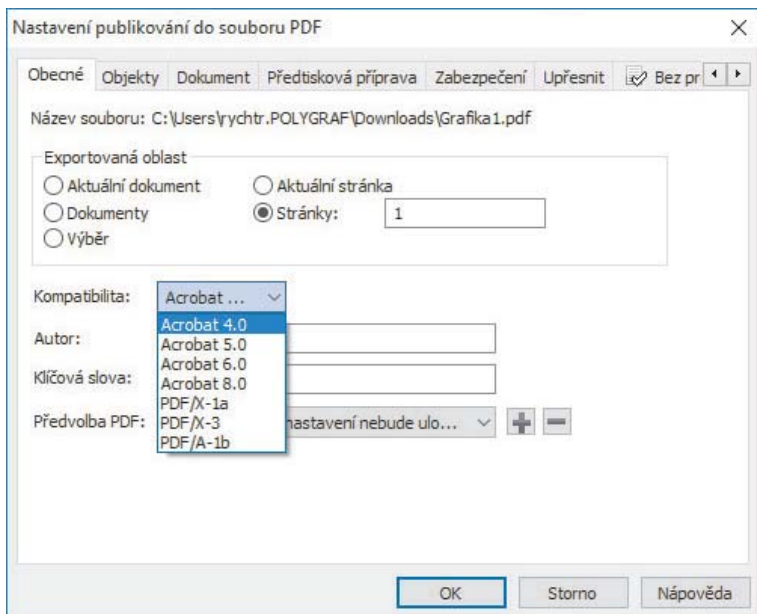 Nastavení publikování do souboru PDF
Obecné Objekty Dokument Předtisková příprava Zabezpečení Upřesnit Bez pr
Název souboru: C:\Users\rychtr.POLYGRAF\Downloads\Grafika1.pdf
Exportovaná oblast
Aktuální dokument Aktuální stránka
Dokumenty Stránky: 1
Výběr
Kompatibilita: Acrobat ...
Acrobat 4.0
Autor: Acrobat 5.0
Acrobat 6.0
Klíčová slova: Acrobat 8.0
PDF/X-1a
Předvolba PDF: PDF/X-3 nastavení nebude ulo...
PDF/A-1b
OK Storno Nápověda